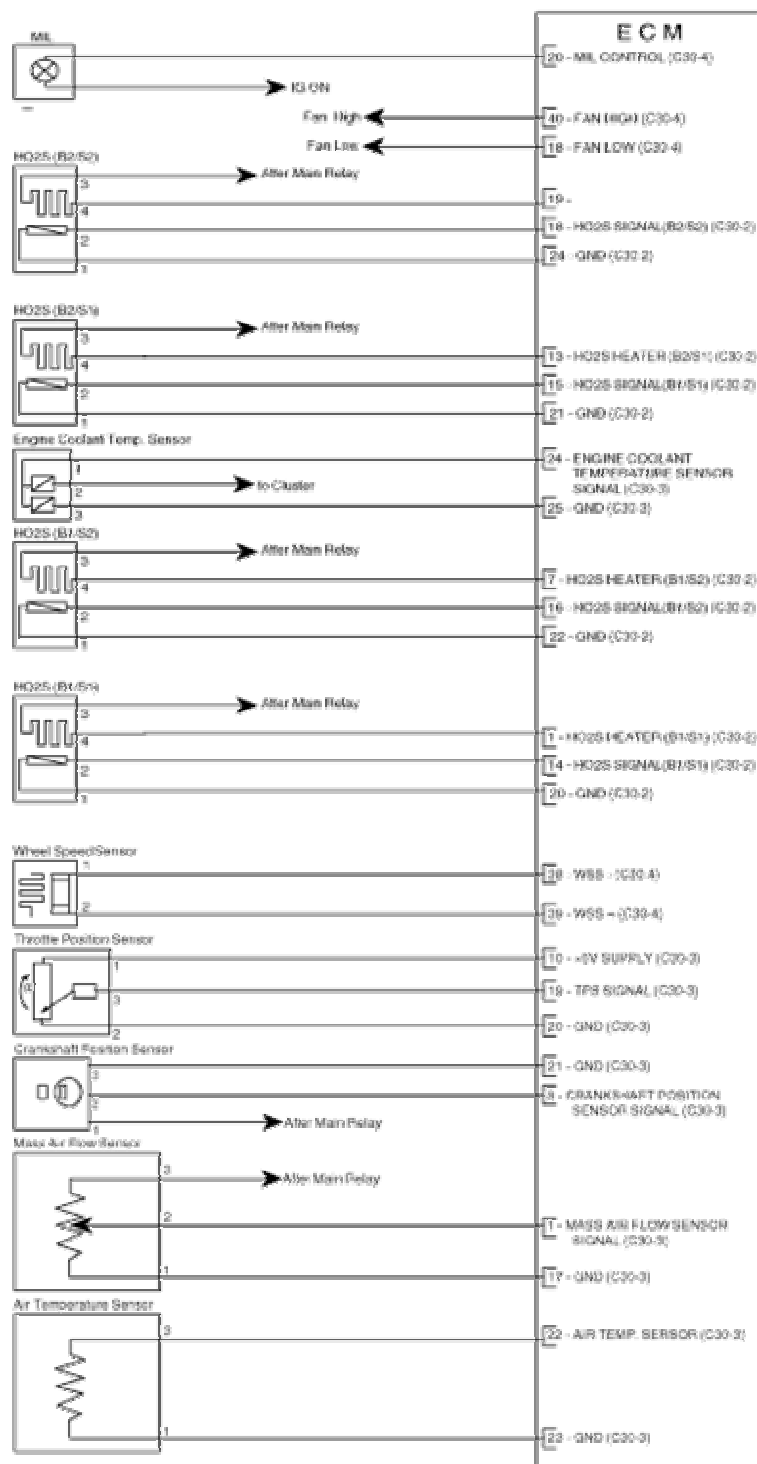 ECM
MIL
20 - MIL CONTROL (C30-4)
IG ON
Fan High
40 - FAN HIGH (C30-4)
Fan Low
18 - FAN LOW (C30-4)
HO2S (B2/S2)
3
After Main Relay
4
19 -
2
18 - HO2S SIGNAL(B2/S2) (C30-2)
1
24 - GND (C30-2)
HO2S (B2/S1)
3
After Main Relay
4
13 - HO2S HEATER (B2/S1) (C30-2)
2
15 - HO2S SIGNAL(B1/S1) (C30-2)
1
21 - GND (C30-2)
Engine Coolant Temp. Sensor
1
24 - ENGINE COOLANT
TEMPERATURE SENSOR
SIGNAL (C30-3)
2
to Cluster
3
25 - GND (C30-3)
HO2S (B1/S2)
3
After Main Relay
4
7 - HO2S HEATER (B1/S2) (C30-2)
2
16 - HO2S SIGNAL(B1/S2) (C30-2)
1
22 - GND (C30-2)
HO2S (B1/S1)
3
After Main Relay
4
1 - HO2S HEATER (B1/S1) (C30-2)
2
14 - HO2S SIGNAL(B1/S1) (C30-2)
1
20 - GND (C30-2)
Wheel Speed Sensor
1
38 - WSS - (C30-4)
2
39 - WSS (C30-4)
Throttle Position Sensor
1
10 - +5V SUPPLY (C30-3)
3
19 - TPS SIGNAL (C30-3)
2
20 - GND (C30-3)
Crankshaft Position Sensor
3
21 - GND (C30-3)
2
CRANKSHAFT POSITION
SENSOR SIGNAL (C30-3)
1
After Main Relay
Mass Air Flow Sensor
3
After Main Relay
2
1 - MASS AIR FLOW SENSOR
SIGNAL (C30-3)
1
17 - GND (C30-3)
Air Temperature Sensor
3
22 - AIR TEMP. SENSOR (C30-3)
1
23 - GND (C30-3)